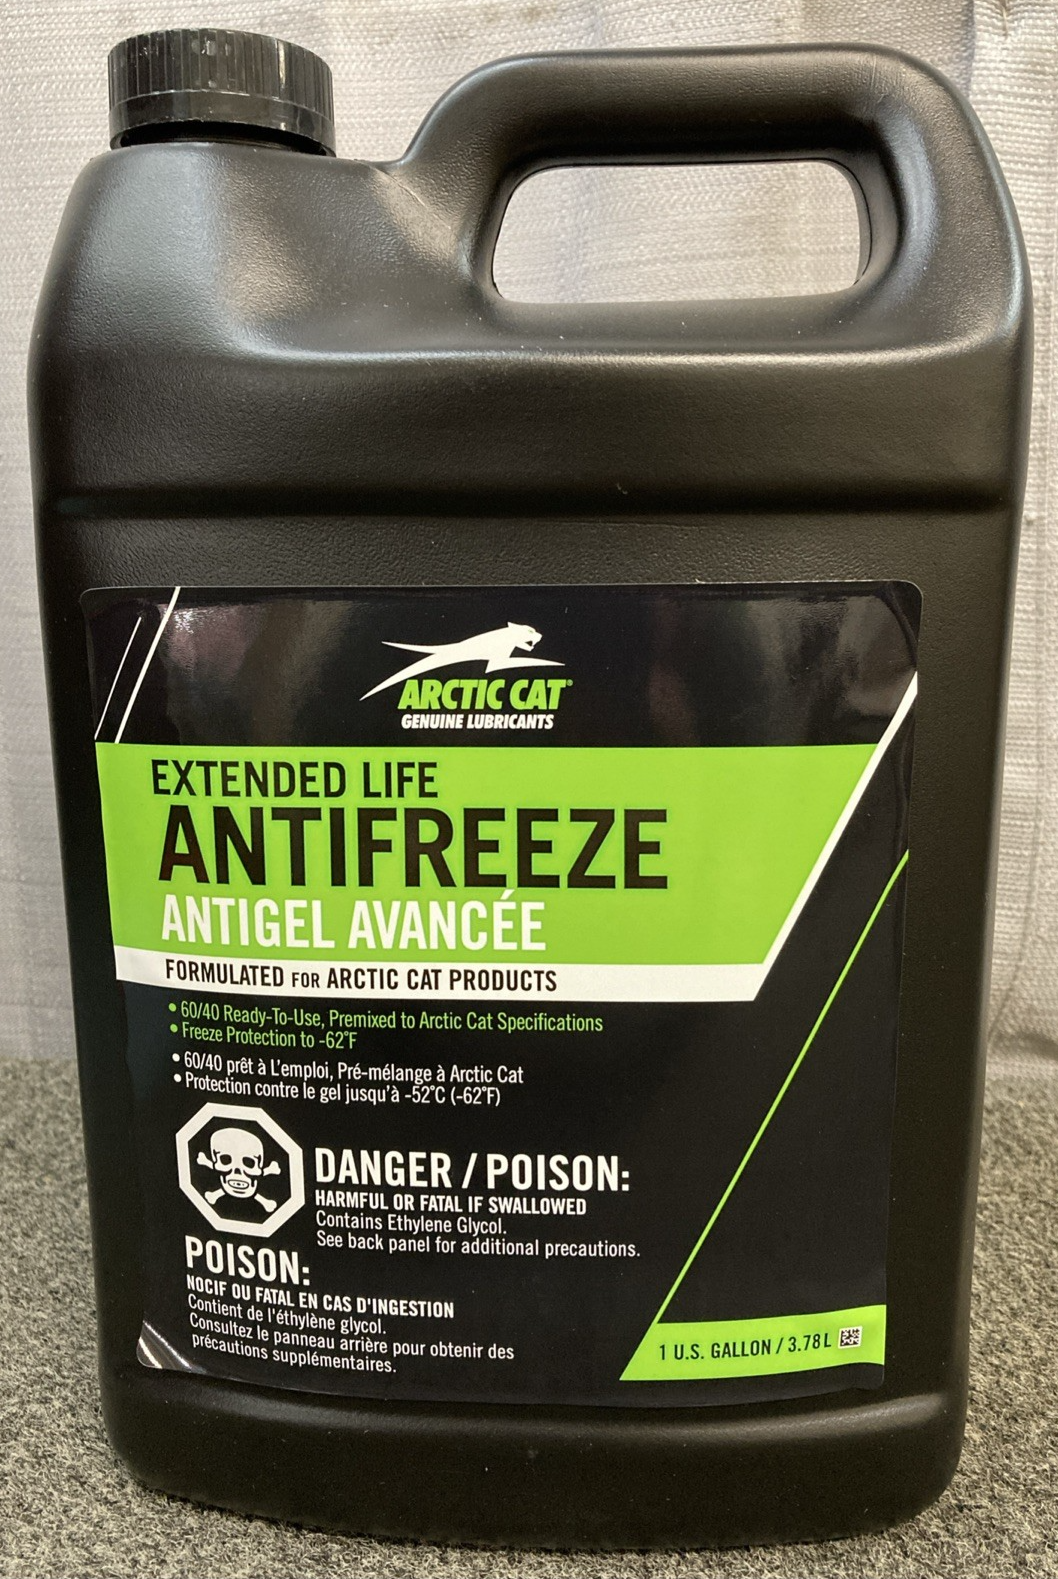 ARCTIC CAT®
GENUINE LUBRICANTS
EXTENDED LIFE
ANTIFREEZE
ANTIGEL AVANCÉE
FORMULATED FOR ARCTIC CAT PRODUCTS
• 60/40 Ready-To-Use, Premixed to Arctic Cat Specifications
• Freeze Protection to -62°F
• 60/40 prêt à L'emploi, Pré-mélange à Arctic Cat
• Protection contre le gel jusqu'à -52°C (-62°F)
DANGER / POISON:
HARMFUL OR FATAL IF SWALLOWED
Contains Ethylene Glycol.
See back panel for additional precautions.
POISON:
NOCIF OU FATAL EN CAS D'INGESTION
Contient de l'éthylène glycol.
Consultez le panneau arrière pour obtenir des
précautions supplémentaires.
1 U.S. GALLON / 3.78L